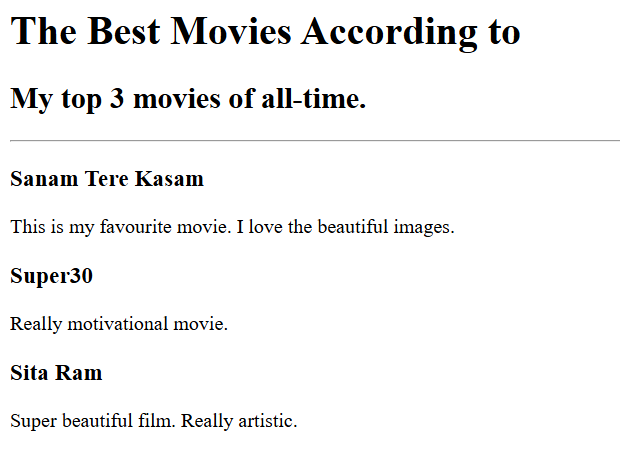 The Best Movies According to
My top 3 movies of all-time.
Sanam Tere Kasam
This is my favourite movie. I love the beautiful images.
Super30
Really motivational movie.
Sita Ram
Super beautiful film. Really artistic.